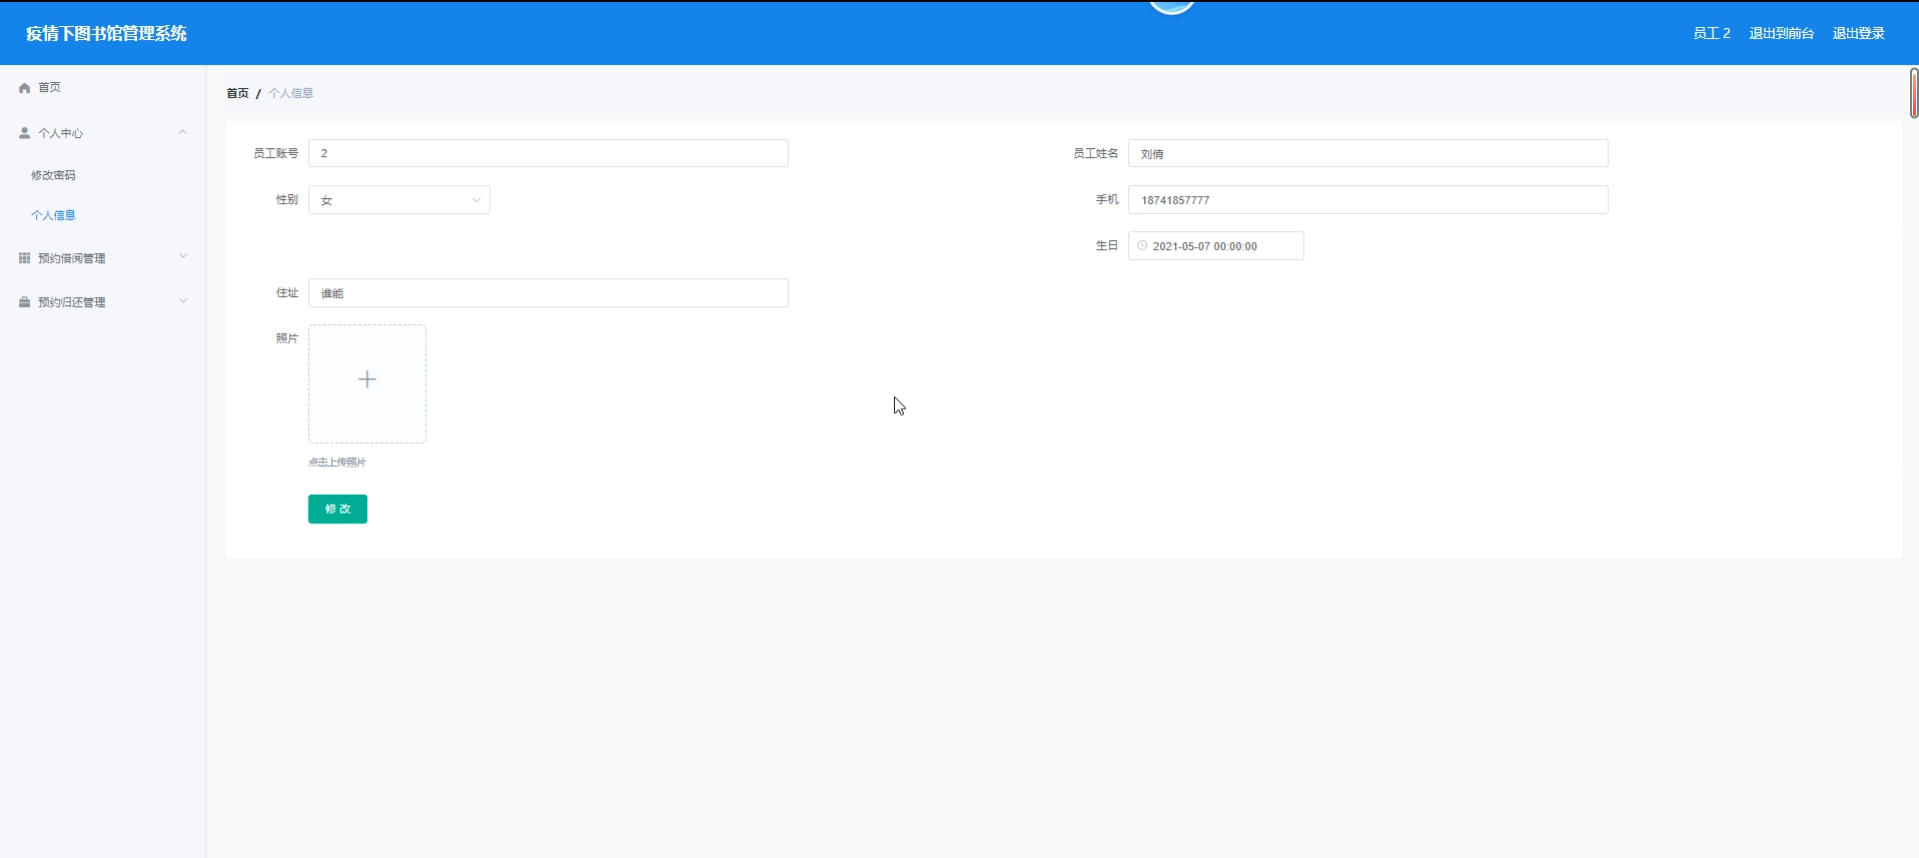 疫情下图书馆管理系统
员工 2 退出到前台 退出登录
首页
个人中心
修改密码
个人信息
预约借阅管理
预约归还管理
首页 / 个人信息
员工账号 2
员工姓名 刘倩
性别 女
手机 18741857777
生日 2021-05-07 00:00:00
住址 谁能
照片
点击上传照片
修 改